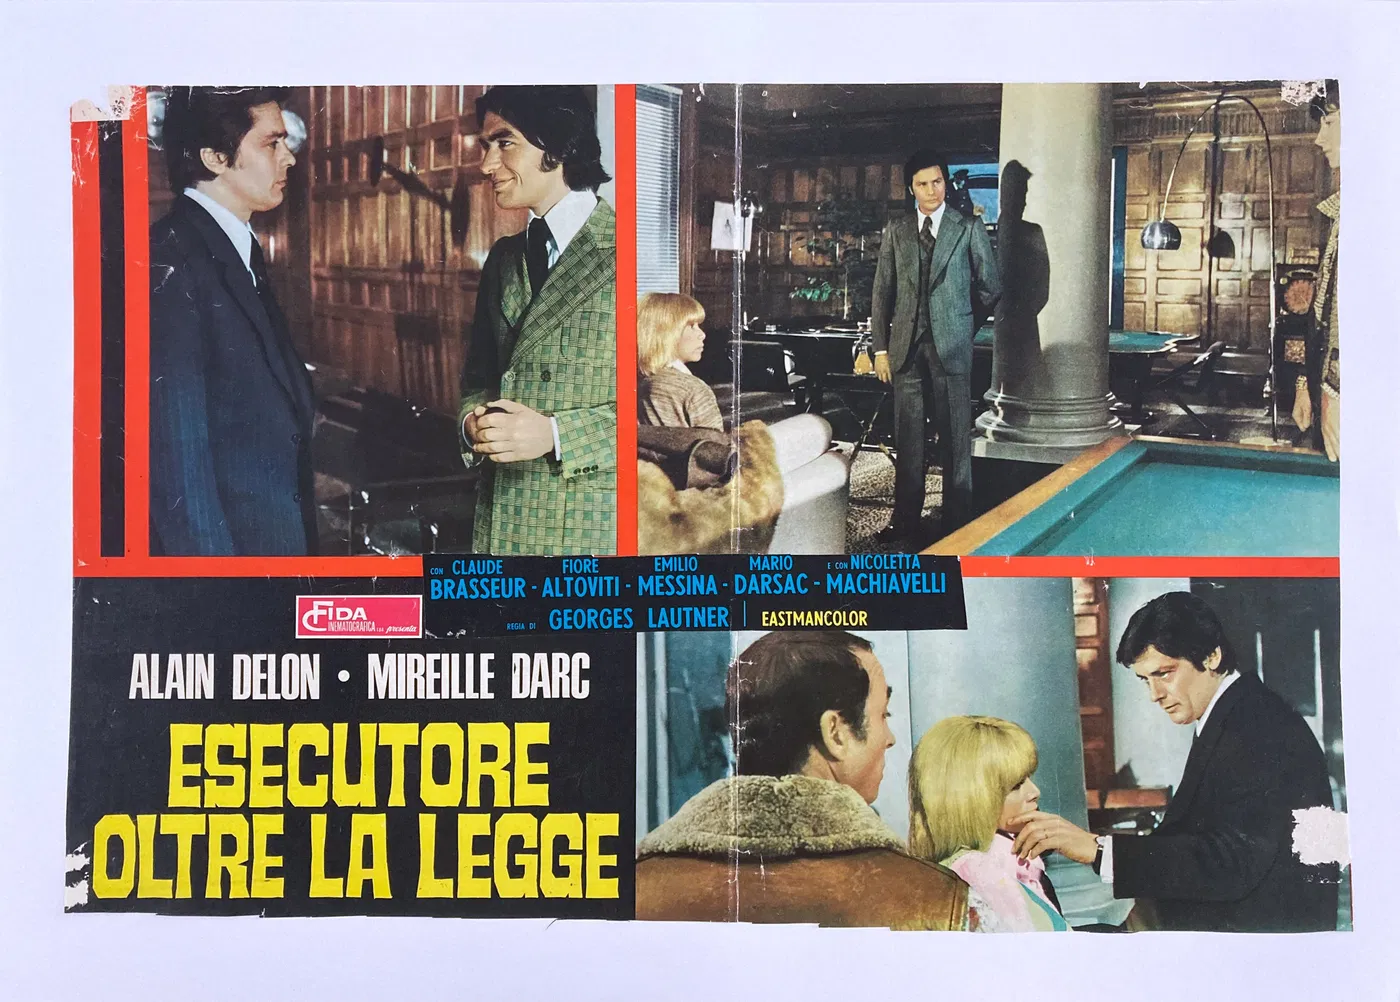 CON CLAUDE BRASSEUR - FIORE ALTOVITI - EMILIO MESSINA - MARIO DARSAC - E CON NICOLETTA MACHIAVELLI
REGIA DI GEORGES LAUTNER | EASTMANCOLOR
FIDA
CINEMATOGRAFICA s.p.a. presenta
ALAIN DELON • MIREILLE DARC
ESECUTORE
OLTRE LA LEGGE